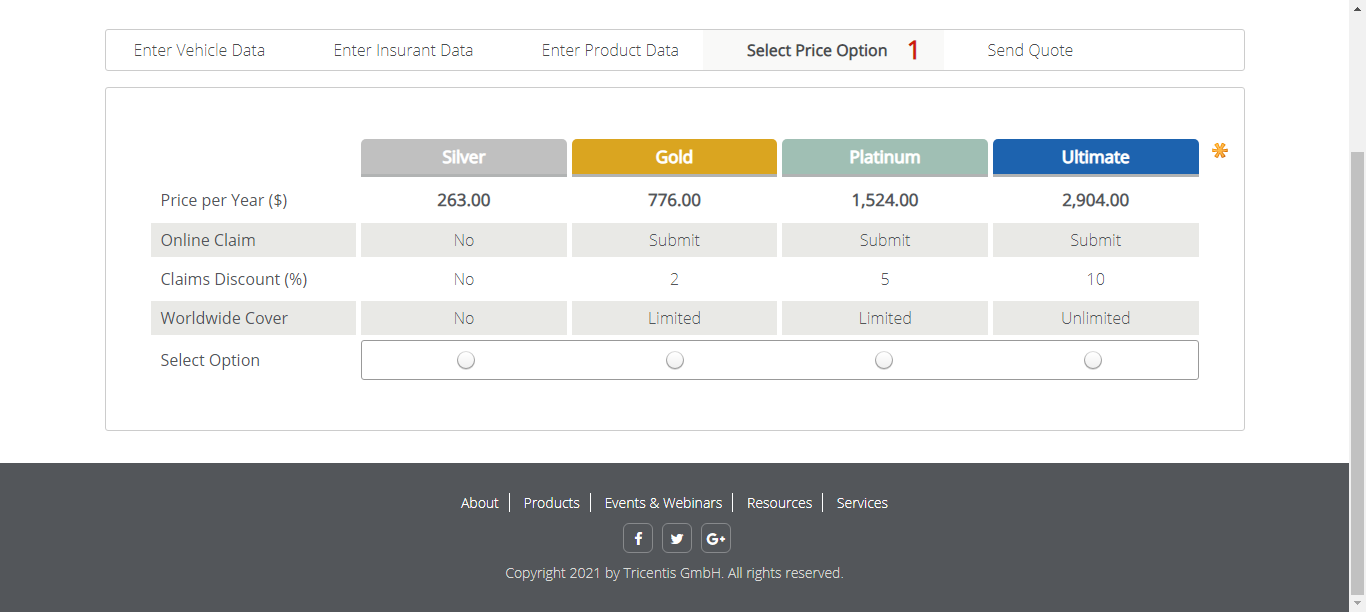 Enter Vehicle Data Enter Insurant Data Enter Product Data Select Price Option 1 Send Quote
Silver Gold Platinum Ultimate
Price per Year ($) 263.00 776.00 1,524.00 2,904.00
Online Claim No Submit Submit Submit
Claims Discount (%) No 2 5 10
Worldwide Cover No Limited Limited Unlimited
Select Option
About Products Events & Webinars Resources Services
f G+
Copyright 2021 by Tricentis GmbH. All rights reserved.